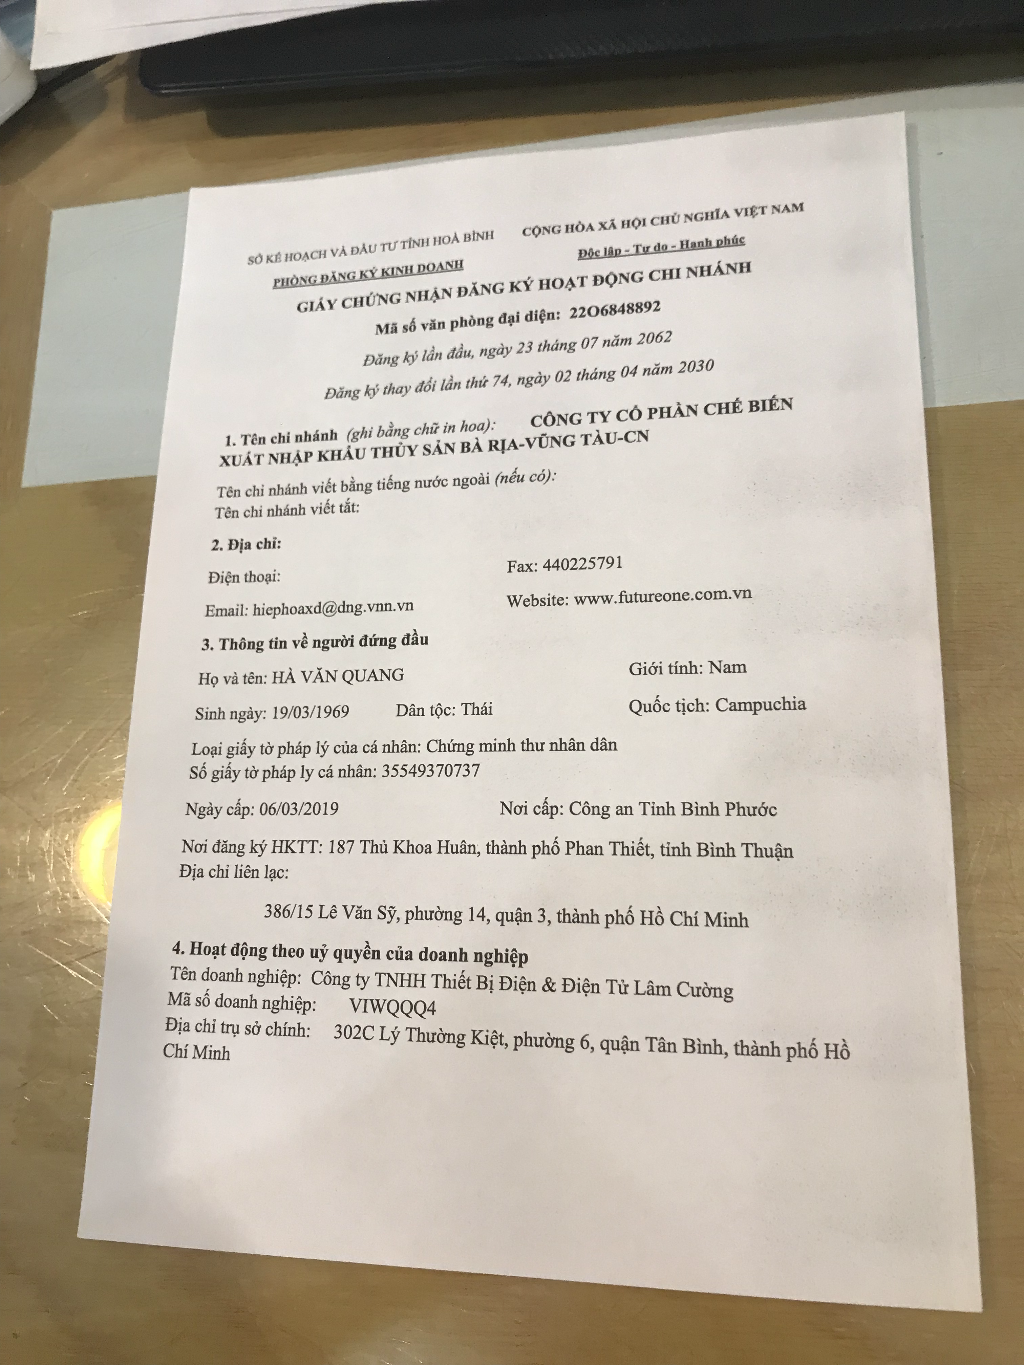 SỞ KẾ HOẠCH VÀ ĐẦU TƯ TỈNH HOÀ BÌNH
CỘNG HÒA XÃ HỘI CHỦ NGHĨA VIỆT NAM
PHÒNG ĐĂNG KÝ KINH DOANH
Độc lập - Tự do - Hạnh phúc
GIẤY CHỨNG NHẬN ĐĂNG KÝ HOẠT ĐỘNG CHI NHÁNH
Mã số văn phòng đại diện: 22O6848892
Đăng ký lần đầu, ngày 23 tháng 07 năm 2062
Đăng ký thay đổi lần thứ 74, ngày 02 tháng 04 năm 2030
1. Tên chi nhánh (ghi bằng chữ in hoa): CÔNG TY CỔ PHẦN CHẾ BIẾN
XUẤT NHẬP KHẨU THỦY SẢN BÀ RỊA-VŨNG TÀU-CN
Tên chi nhánh viết bằng tiếng nước ngoài (nếu có):
Tên chi nhánh viết tắt:
2. Địa chỉ:
Điện thoại: Fax: 440225791
Email: hiephoaxd@dng.vnn.vn Website: www.futureone.com.vn
3. Thông tin về người đứng đầu
Họ và tên: HÀ VĂN QUANG Giới tính: Nam
Sinh ngày: 19/03/1969 Dân tộc: Thái Quốc tịch: Campuchia
Loại giấy tờ pháp lý của cá nhân: Chứng minh thư nhân dân
Số giấy tờ pháp ly cá nhân: 35549370737
Ngày cấp: 06/03/2019 Nơi cấp: Công an Tỉnh Bình Phước
Nơi đăng ký HKTT: 187 Thủ Khoa Huân, thành phố Phan Thiết, tỉnh Bình Thuận
Địa chỉ liên lạc:
386/15 Lê Văn Sỹ, phường 14, quận 3, thành phố Hồ Chí Minh
4. Hoạt động theo uỷ quyền của doanh nghiệp
Tên doanh nghiệp: Công ty TNHH Thiết Bị Điện & Điện Tử Lâm Cường
Mã số doanh nghiệp: VIWQQQ4
Địa chỉ trụ sở chính: 302C Lý Thường Kiệt, phường 6, quận Tân Bình, thành phố Hồ
Chí Minh